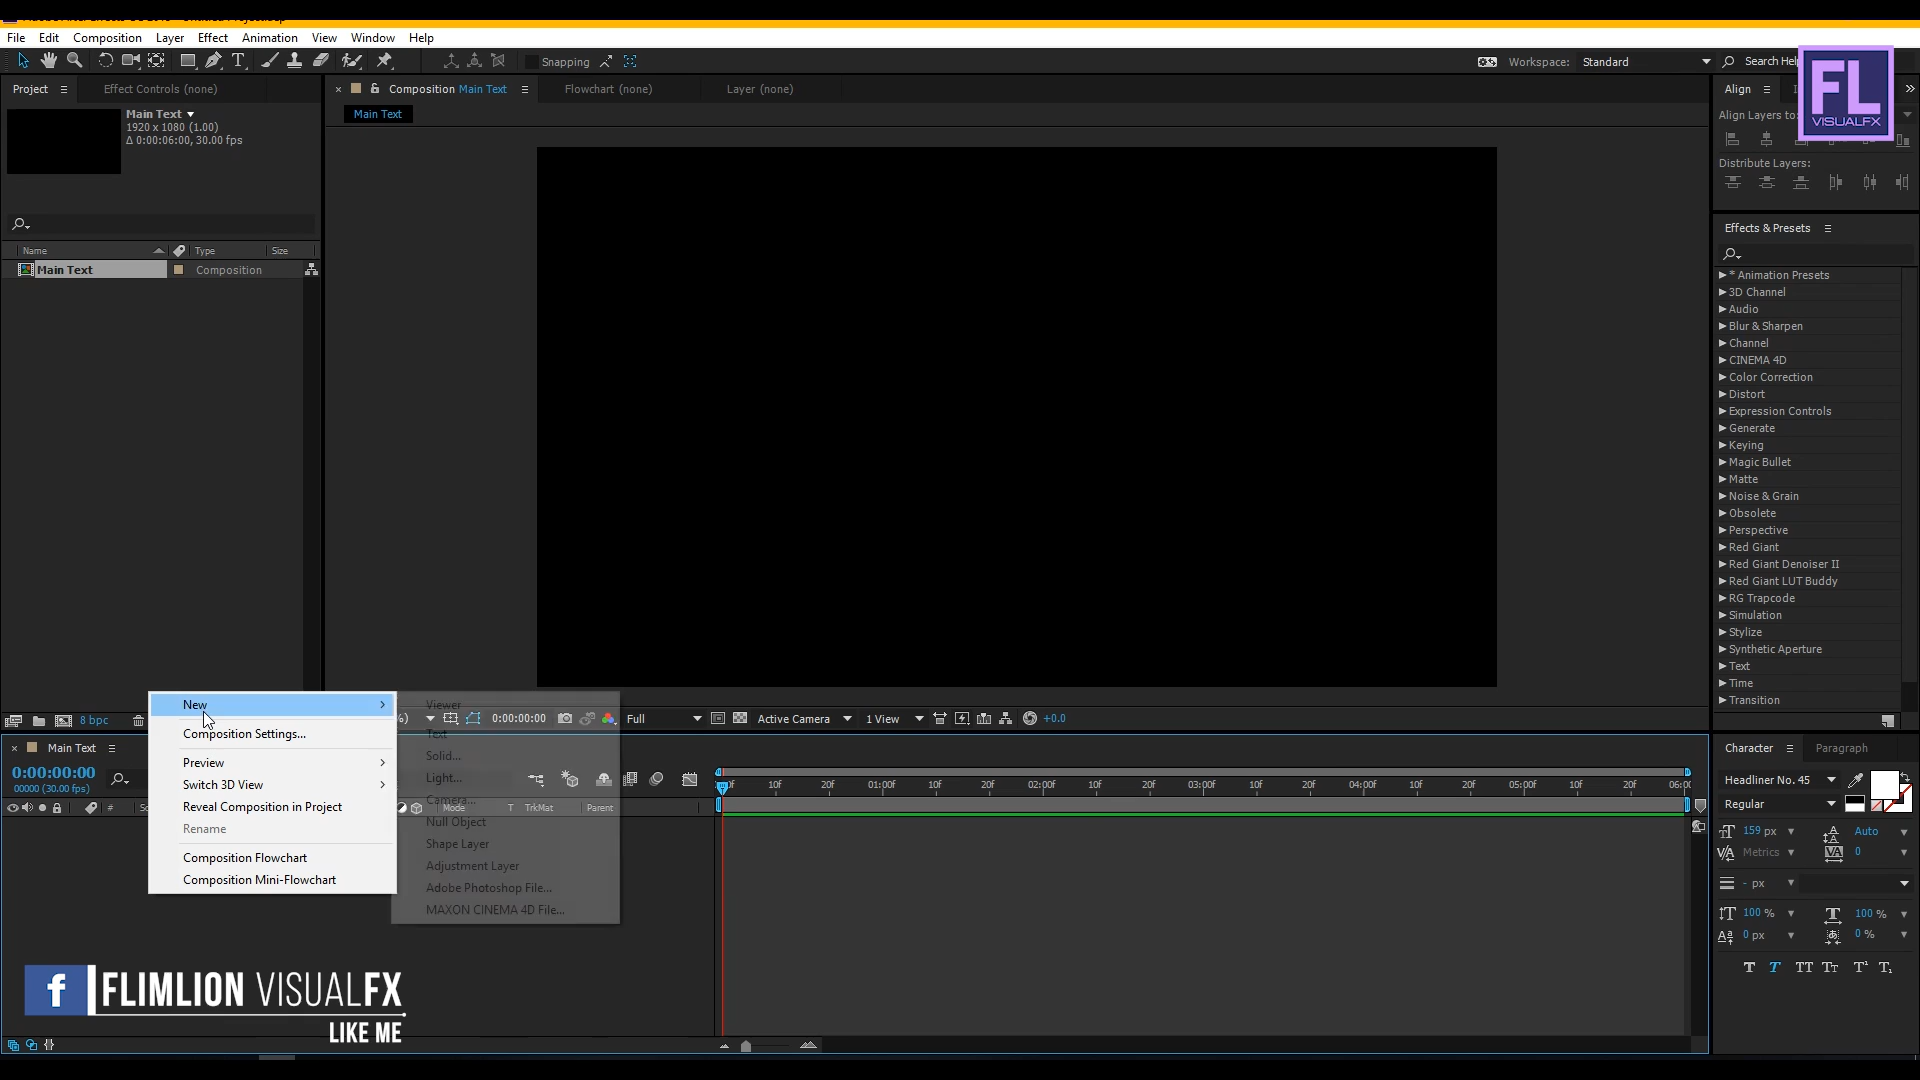 File Edit Composition Layer Effect Animation View Window Help
Snapping
Workspace: Standard
Search Help
Project
Effect Controls (none)
Composition Main Text
Flowchart (none)
Layer (none)
Main Text
Main Text
1920 x 1080 (1.00)
Δ 0:00:06:00, 30.00 fps
Name Type Size
Main Text Composition
Align
Align Layers to:
Distribute Layers:
FL
VISUALFX
Effects & Presets
* Animation Presets
3D Channel
Audio
Blur & Sharpen
Channel
CINEMA 4D
Color Correction
Distort
Expression Controls
Generate
Keying
Magic Bullet
Matte
Noise & Grain
Obsolete
Perspective
Red Giant
Red Giant Denoiser II
Red Giant LUT Buddy
RG Trapcode
Simulation
Stylize
Synthetic Aperture
Text
Time
Transition
8 bpc
New
Composition Settings...
Preview
Switch 3D View
Reveal Composition in Project
Rename
Composition Flowchart
Composition Mini-Flowchart
Viewer
Text
Solid...
Light...
Camera...
Null Object
Shape Layer
Adjustment Layer
Adobe Photoshop File...
MAXON CINEMA 4D File...
%) 0:00:00:00 Full Active Camera 1 View +0.0
Main Text
0:00:00:00
00000 (30.00 fps)
# Mode T TrkMat Parent
10f 20f 01:00f 10f 20f 02:00f 10f 20f 03:00f 10f 20f 04:00f 10f 20f 05:00f 10f 20f 06:00
Character
Paragraph
Headliner No. 45
Regular
159 px Auto
Metrics 0
- px
100 % 100 %
0 px 0 %
T T TT Tt T¹ T₁
f FLIMLION VISUALFX
LIKE ME